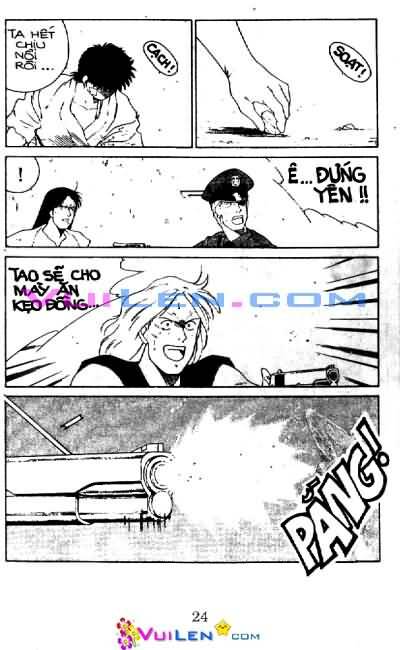 TA HẾT
CHỊU
NỔI
RỒI...
CẠCH!
SOẠT!
!
Ê...ĐỨNG
YÊN!!
TAO SẼ CHO
MAỲ ĂN
KẸO ĐỒNG...
VUILEN.COM
PẰNG!
24
VUILEN
.COM